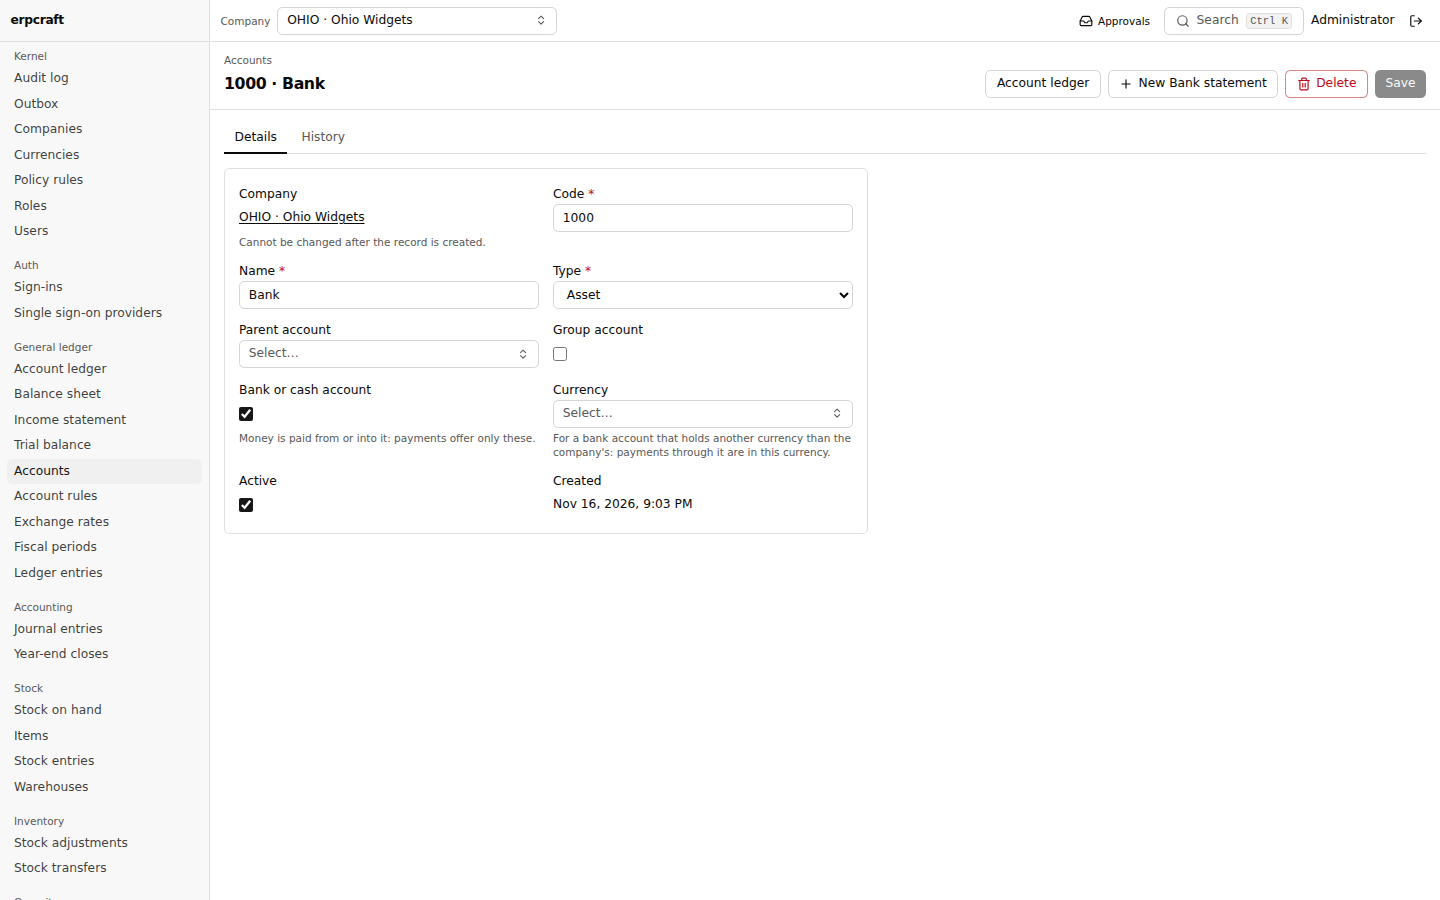 erpcraft
Company
OHIO · Ohio Widgets
Approvals
Search Ctrl K
Administrator
Kernel
Audit log
Outbox
Companies
Currencies
Policy rules
Roles
Users
Auth
Sign-ins
Single sign-on providers
General ledger
Account ledger
Balance sheet
Income statement
Trial balance
Accounts
Account rules
Exchange rates
Fiscal periods
Ledger entries
Accounting
Journal entries
Year-end closes
Stock
Stock on hand
Items
Stock entries
Warehouses
Inventory
Stock adjustments
Stock transfers
Accounts
1000 · Bank
Account ledger
New Bank statement
Delete
Save
Details
History
Company
OHIO · Ohio Widgets
Cannot be changed after the record is created.
Code *
1000
Name *
Bank
Type *
Asset
Parent account
Select...
Group account
Bank or cash account
Money is paid from or into it: payments offer only these.
Currency
Select...
For a bank account that holds another currency than the
company's: payments through it are in this currency.
Active
Created
Nov 16, 2026, 9:03 PM